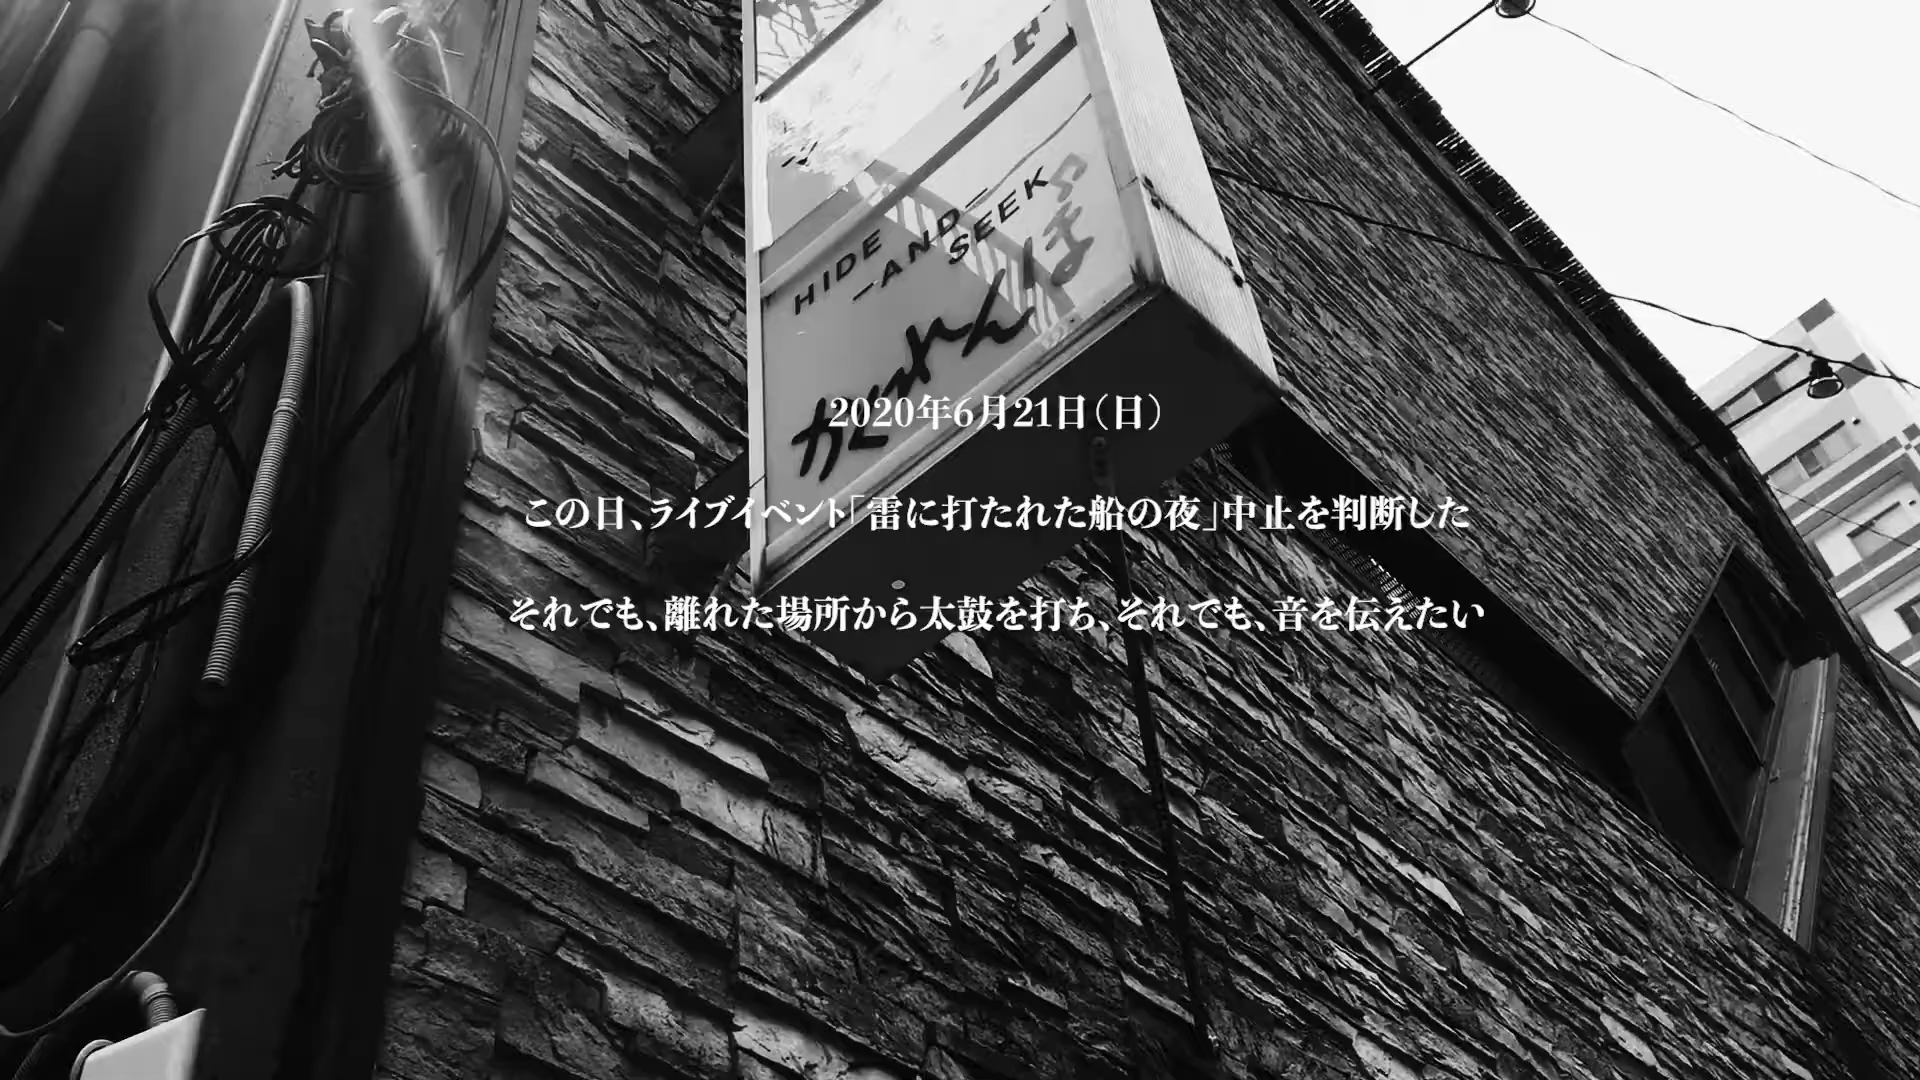 2F
HIDE
—AND—
SEEK
かくれんぼ
2020年6月21日（日）
この日、ライブイベント「雷に打たれた船の夜」中止を判断した
それでも、離れた場所から太鼓を打ち、それでも、音を伝えたい